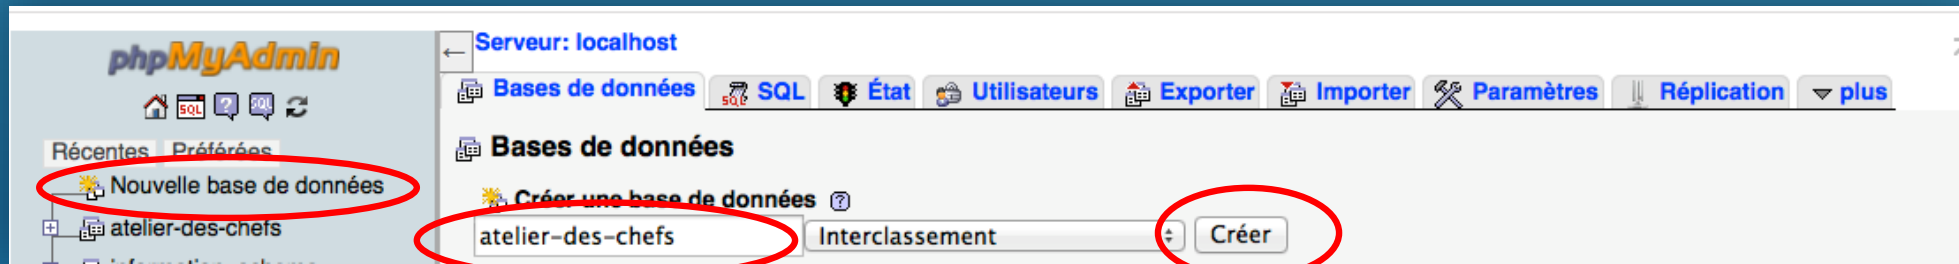 phpMyAdmin
Récentes Préférées
Nouvelle base de données
atelier-des-chefs
Serveur: localhost
Bases de données SQL État Utilisateurs Exporter Importer Paramètres Réplication plus
Bases de données
Créer une base de données
atelier-des-chefs Interclassement Créer